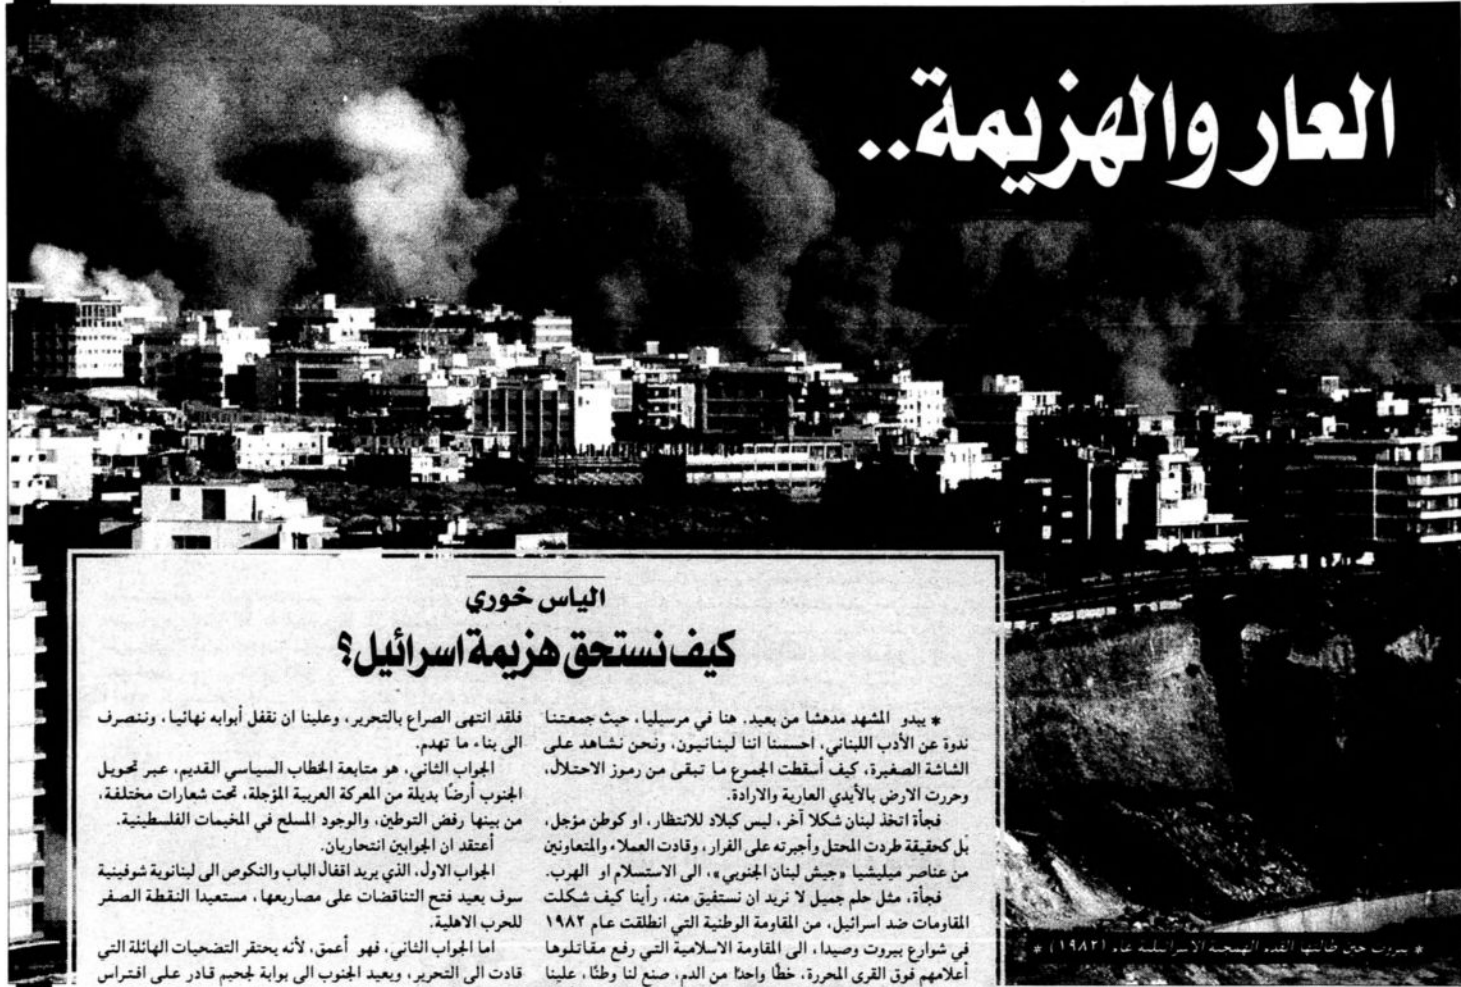 العار والهزيمة..
الياس خوري
كيف نستحق هزيمة اسرائيل؟
* يبدو المشهد مدهشا من بعيد. هنا في مرسيليا، حيث جمعتنا
ندوة عن الأدب اللبناني، احسسنا اننا لبنانيون، ونحن نشاهد على
الشاشة الصغيرة، كيف أسقطت الجموع ما تبقى من رموز الاحتلال،
وحررت الارض بالأيدي العارية والارادة.
فجأة اتخذ لبنان شكلا آخر، ليس كبلاد للانتظار، او كوطن مؤجل،
بل كحقيقة طردت المحتل وأجبرته على الفرار، وقادت العملاء والمتعاونين
من عناصر ميليشيا «جيش لبنان الجنوبي»، الى الاستسلام او الهرب.
فجأة، مثل حلم جميل لا نريد ان نستفيق منه، رأينا كيف شكلت
المقاومات ضد اسرائيل، من المقاومة الوطنية التي انطلقت عام ١٩٨٢
في شوارع بيروت وصيدا، الى المقاومة الاسلامية التي رفع مقاتلوها
أعلامهم فوق القرى المحررة، خطًا واحدًا من الدم، صنع لنا وطنًا، علينا
فلقد انتهى الصراع بالتحرير، وعلينا ان نقفل أبوابه نهائيا، وننصرف
الى بناء ما تهدم.
الجواب الثاني، هو متابعة الخطاب السياسي القديم، عبر تحويل
الجنوب أرضًا بديلة من المعركة العربية المؤجلة، تحت شعارات مختلفة،
من بينها رفض التوطين، والوجود المسلح في المخيمات الفلسطينية.
أعتقد ان الجوابين انتحاريان.
الجواب الاول، الذي يريد اقفال الباب والنكوص الى لبنانوية شوفينية
سوف يعيد فتح التناقضات على مصاريعها، مستعيدا النقطة الصفر
للحرب الاهلية.
اما الجواب الثاني، فهو أعمق، لأنه يحتقر التضحيات الهائلة التي
قادت الى التحرير، ويعيد الجنوب الى بوابة لجحيم قادر على افتراس
* بيروت حين طالتها القدم الهمجية الاسرائيلية عام (١٩٨٢) *